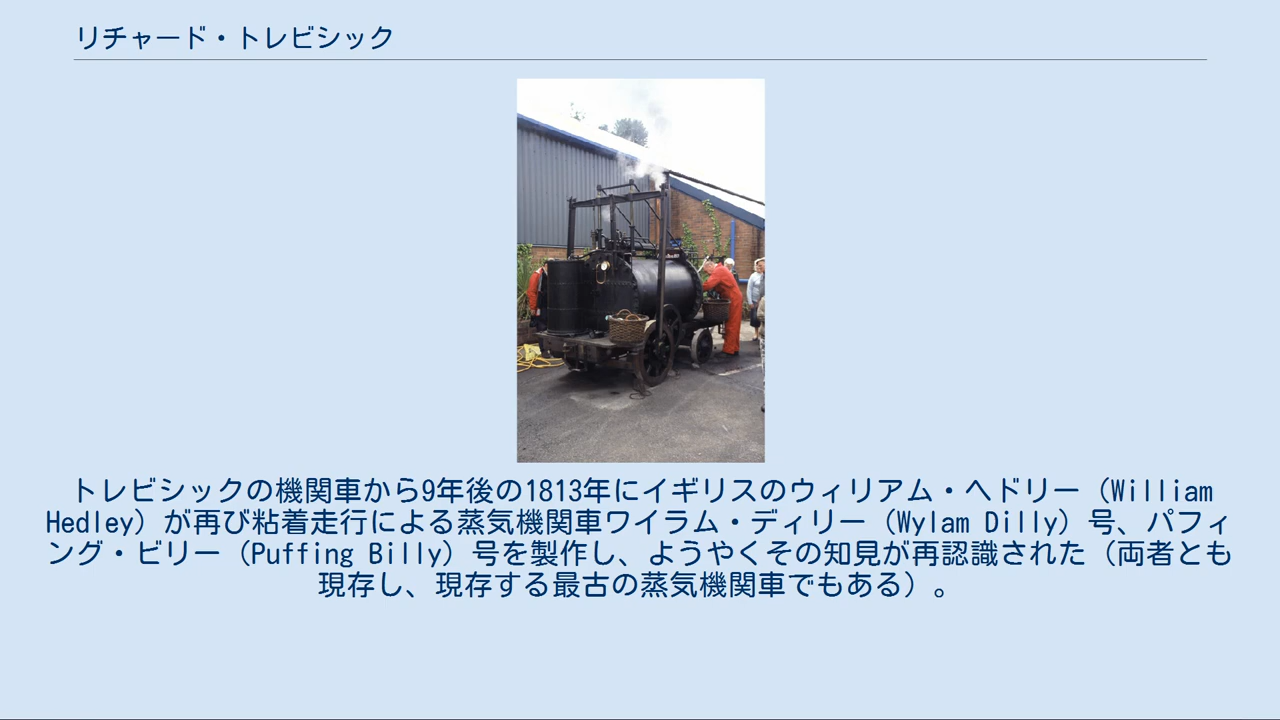 リチャード・トレビシック
トレビシックの機関車から9年後の1813年にイギリスのウィリアム・ヘドリー（William
Hedley）が再び粘着走行による蒸気機関車ワイラム・ディリー（Wylam Dilly）号、パフィ
ング・ビリー（Puffing Billy）号を製作し、ようやくその知見が再認識された（両者とも
現存し、現存する最古の蒸気機関車でもある）。